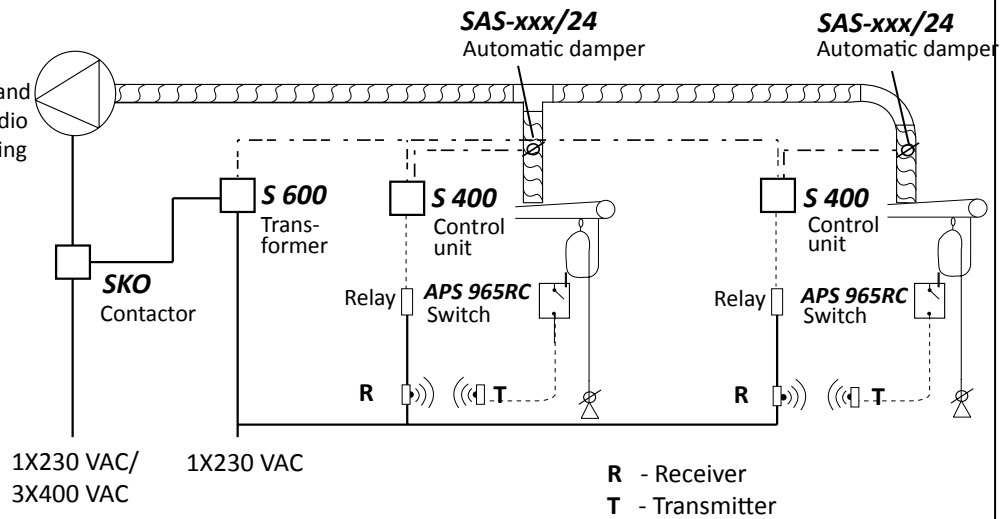 SAS-xxx/24
Automatic damper
SAS-xxx/24
Automatic damper
and
dio
ing
S 600
Trans-
former
S 400
Control
unit
S 400
Control
unit
SKO
Contactor
Relay
APS 965RC
Switch
Relay
APS 965RC
Switch
R
T
R
T
1X230 VAC/
3X400 VAC
1X230 VAC
R - Receiver
T - Transmitter